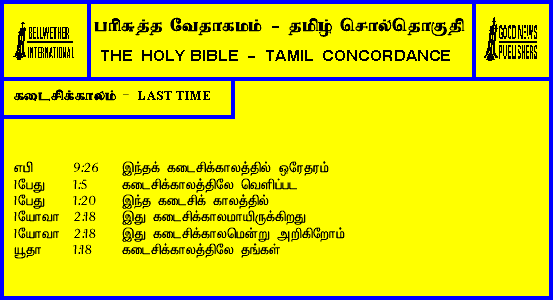 BELLWETHER
INTERNATIONAL
பரிசுத்த வேதாகமம் - தமிழ் சொல்தொகுதி
THE HOLY BIBLE - TAMIL CONCORDANCE
GOOD NEWS
PUBLISHERS
கடைசிக்காலம் - LAST TIME
எபி 9:26 இந்தக் கடைசிக்காலத்தில் ஒரேதரம்
1பேது 1:5 கடைசிக்காலத்திலே வெளிப்பட
1பேது 1:20 இந்த கடைசிக் காலத்தில்
1யோவா 2:18 இது கடைசிக்காலமாயிருக்கிறது
1யோவா 2:18 இது கடைசிக்காலமென்று அறிகிறோம்
யூதா 1:18 கடைசிக்காலத்திலே தங்கள்